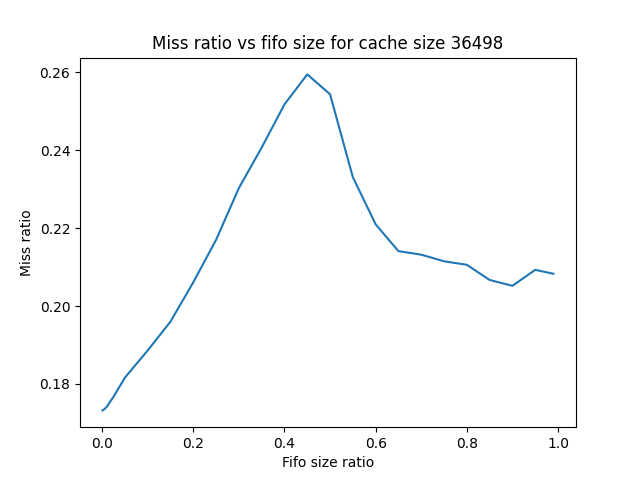 Miss ratio vs fifo size for cache size 36498
0.26
0.24
0.22
0.20
0.18
Miss ratio
0.0 0.2 0.4 0.6 0.8 1.0
Fifo size ratio